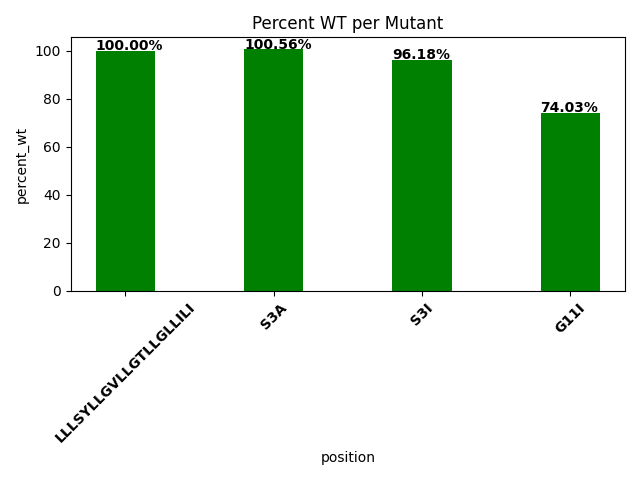 Percent WT per Mutant
100.00%
100.56%
96.18%
74.03%
percent_wt
100
80
60
40
20
0
LLLSYLLGVLLGTLLGLLILI
S3A
S3I
G11I
position